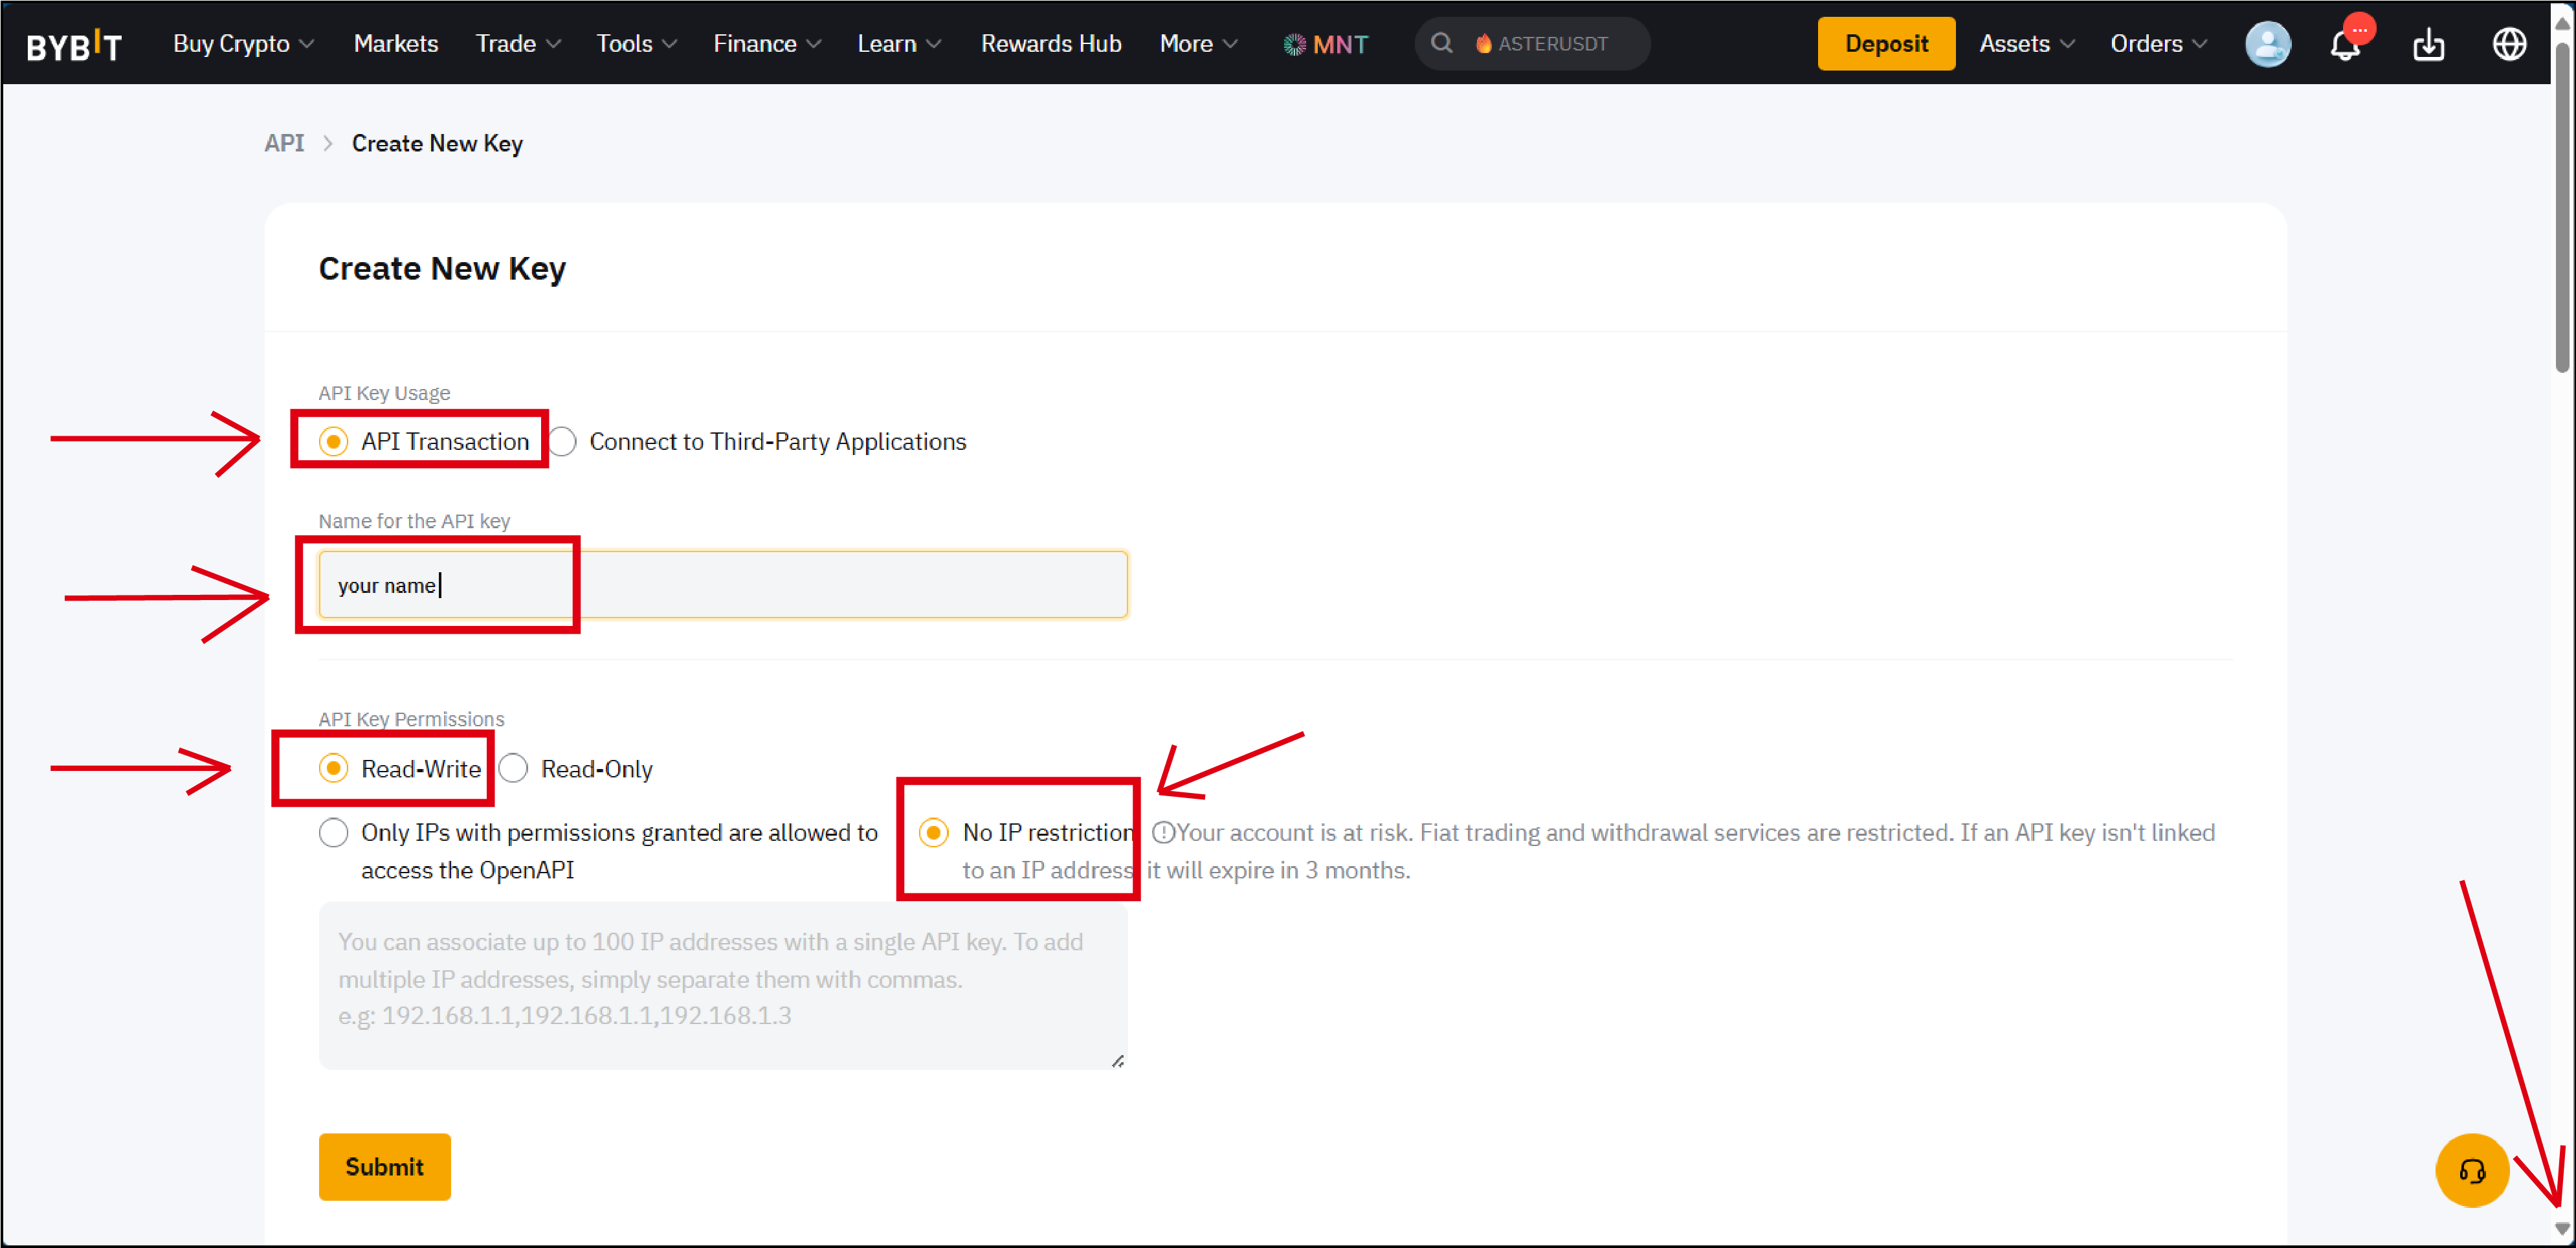 BYBIT Buy Crypto Markets Trade Tools Finance Learn Rewards Hub More MNT ASTERUSDT Deposit Assets Orders
API > Create New Key
Create New Key
API Key Usage
API Transaction Connect to Third-Party Applications
Name for the API key
your name
API Key Permissions
Read-Write Read-Only
Only IPs with permissions granted are allowed to
access the OpenAPI
No IP restriction Your account is at risk. Fiat trading and withdrawal services are restricted. If an API key isn't linked
to an IP address, it will expire in 3 months.
You can associate up to 100 IP addresses with a single API key. To add
multiple IP addresses, simply separate them with commas.
e.g: 192.168.1.1,192.168.1.1,192.168.1.3
Submit